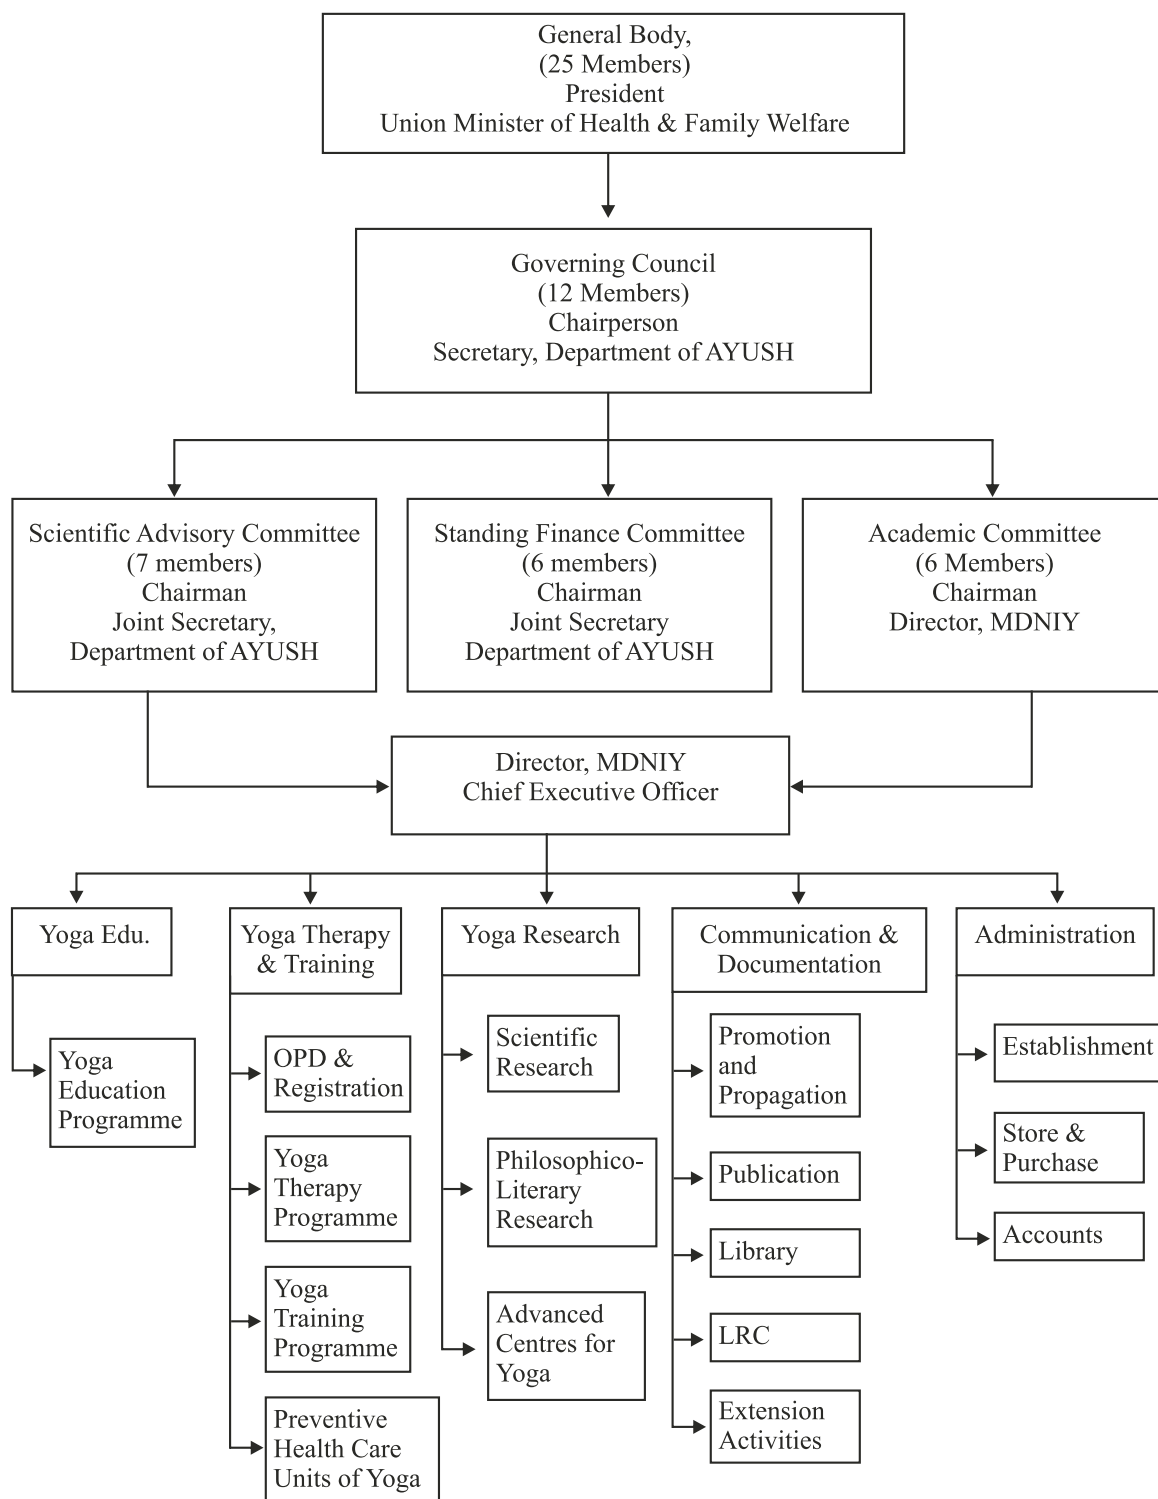 General Body,
(25 Members)
President
Union Minister of Health & Family Welfare
Governing Council
(12 Members)
Chairperson
Secretary, Department of AYUSH
Scientific Advisory Committee
(7 members)
Chairman
Joint Secretary,
Department of AYUSH
Standing Finance Committee
(6 members)
Chairman
Joint Secretary
Department of AYUSH
Academic Committee
(6 Members)
Chairman
Director, MDNIY
Director, MDNIY
Chief Executive Officer
Yoga Edu.
Yoga
Education
Programme
Yoga Therapy
& Training
OPD &
Registration
Yoga
Therapy
Programme
Yoga
Training
Programme
Preventive
Health Care
Units of Yoga
Yoga Research
Scientific
Research
Philosophico-
Literary
Research
Advanced
Centres for
Yoga
Communication &
Documentation
Promotion
and
Propagation
Publication
Library
LRC
Extension
Activities
Administration
Establishment
Store &
Purchase
Accounts